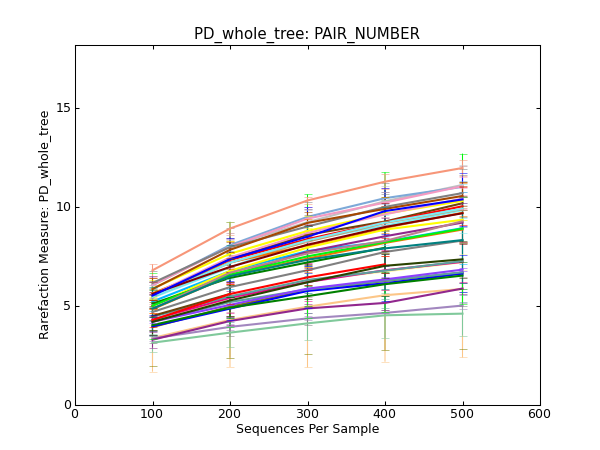 PD_whole_tree: PAIR_NUMBER
Rarefaction Measure: PD_whole_tree
15
10
5
0
0 100 200 300 400 500 600
Sequences Per Sample